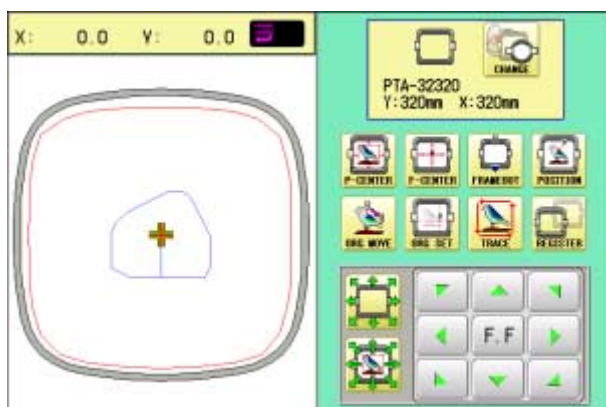 X: 0.0 Y: 0.0
CHANGE
PTA-32320
Y:320mm X:320mm
P-CENTER F-CENTER FRAMEOUT POSITION
ORG MOVE ORG SET TRACE REGISTER
F.F